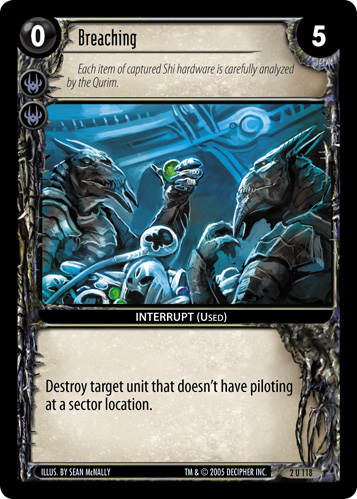 0 Breaching 5
Each item of captured Shi hardware is carefully analyzed
by the Qurim.
INTERRUPT (USED)
Destroy target unit that doesn't have piloting
at a sector location.
ILLUS. BY SEAN McNALLY TM & © 2005 DECIPHER INC. 2 U 118